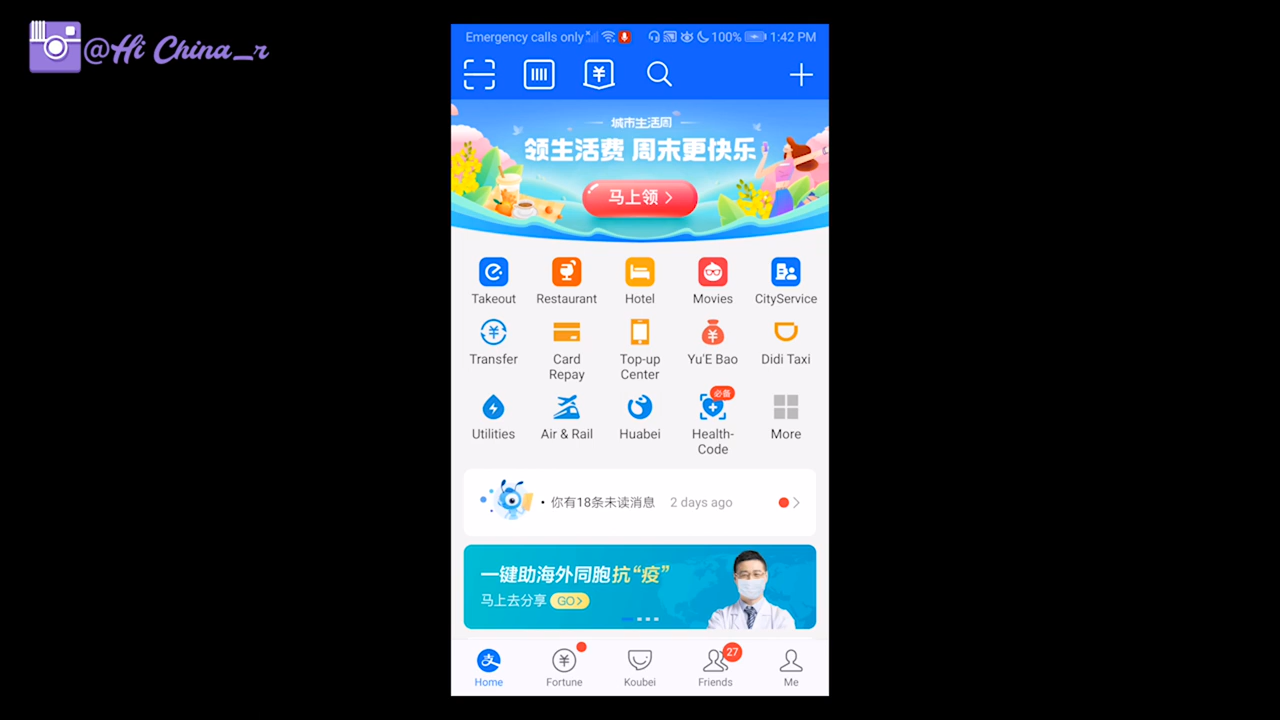 @Hi China_r
Emergency calls only
100%
1:42 PM
城市生活周
领生活费 周末更快乐
马上领 >
Takeout
Restaurant
Hotel
Movies
CityService
Transfer
Card
Repay
Top-up
Center
Yu'E Bao
Didi Taxi
必备
Utilities
Air & Rail
Huabei
Health-
Code
More
· 你有18条未读消息
2 days ago
一键助海外同胞抗“疫”
马上去分享 GO>
27
Home
Fortune
Koubei
Friends
Me